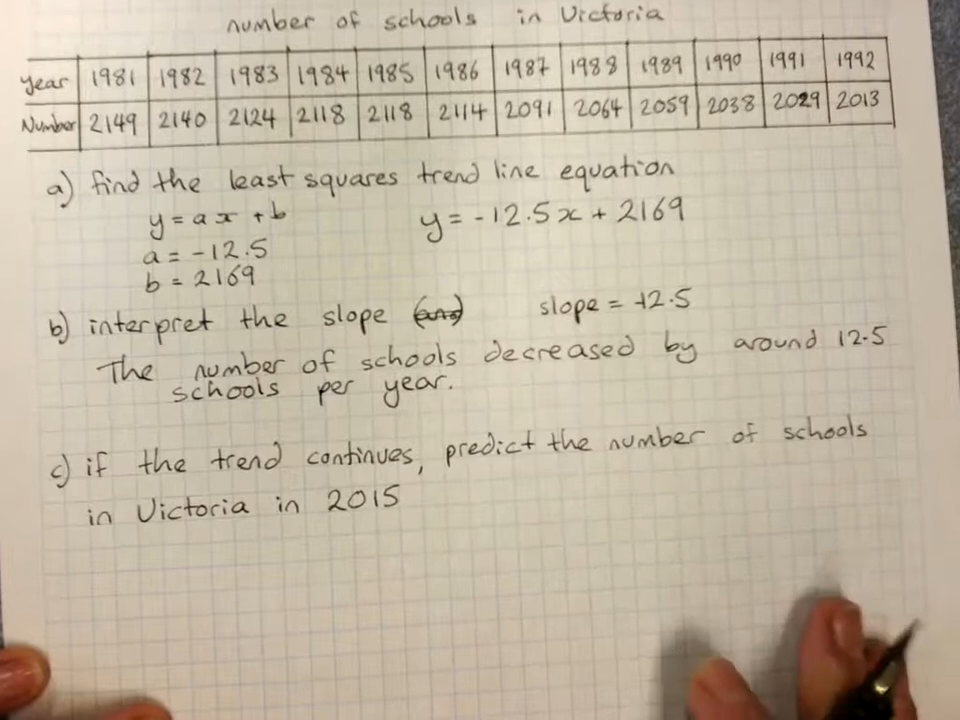 number of schools in Victoria
Year 1981 1982 1983 1984 1985 1986 1987 1988 1989 1990 1991 1992
Number 2149 2140 2124 2118 2118 2114 2091 2064 2059 2038 2029 2013
a) find the least squares trend line equation
y = ax + b y = -12.5x + 2169
a = -12.5
b = 2169
b) interpret the slope slope = -12.5
The number of schools decreased by around 12.5
schools per year.
c) if the trend continues, predict the number of schools
in Victoria in 2015